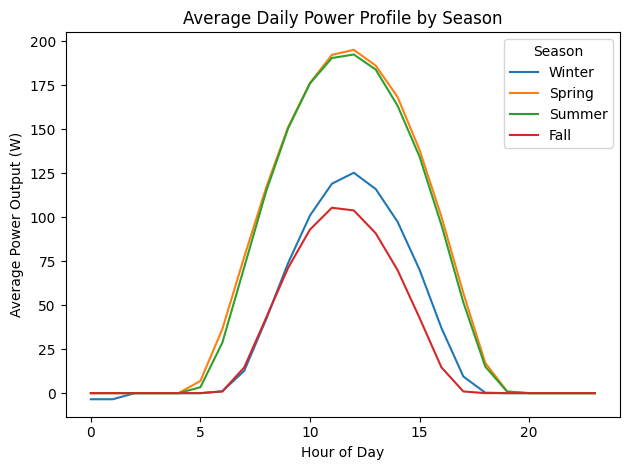 Average Daily Power Profile by Season
Average Power Output (W)
200
175
150
125
100
75
50
25
0
0
5
10
15
20
Hour of Day
Season
Winter
Spring
Summer
Fall